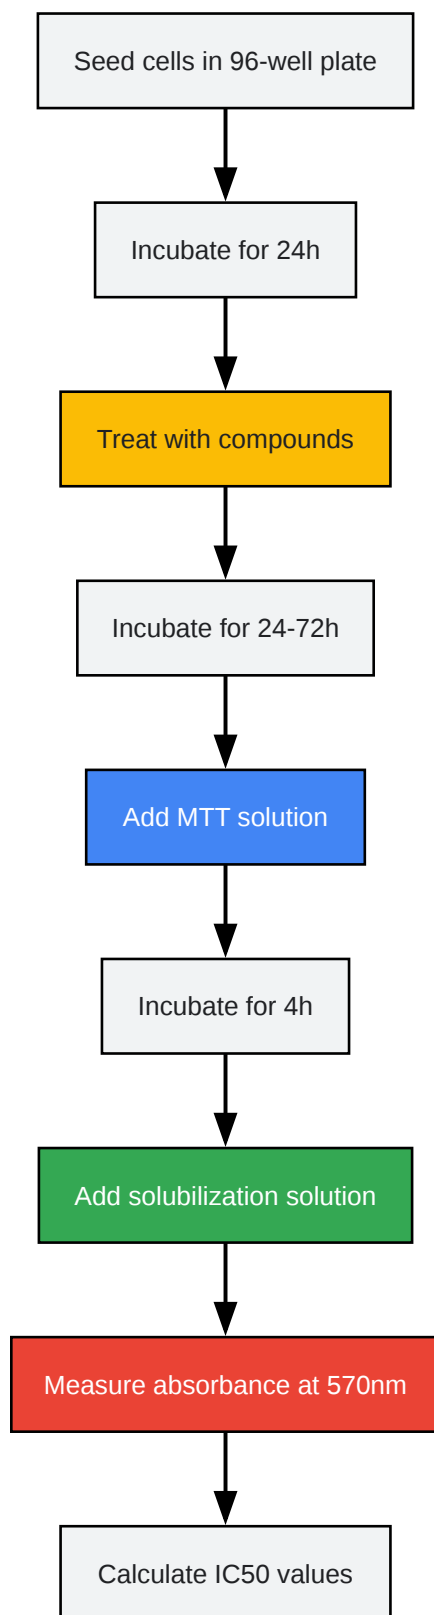 Seed cells in 96-well plate
Incubate for 24h
Treat with compounds
Incubate for 24-72h
Add MTT solution
Incubate for 4h
Add solubilization solution
Measure absorbance at 570nm
Calculate IC50 values